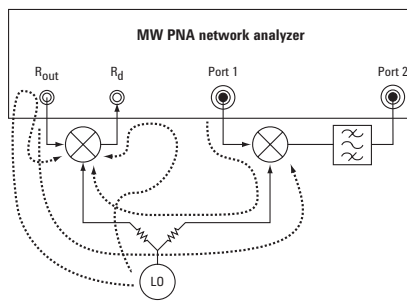 MW PNA network analyzer
Rout
Rd
Port 1
Port 2
LO